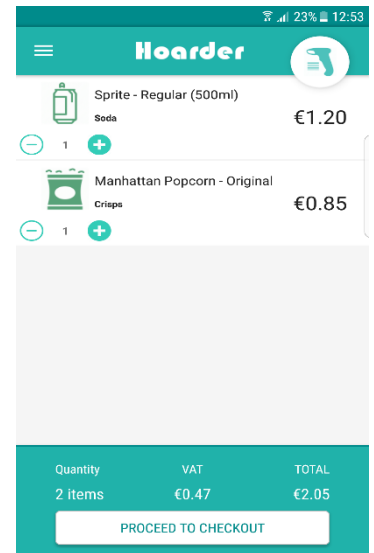 23% 12:53
Hoarder
Sprite - Regular (500ml)
Soda
€1.20
1
Manhattan Popcorn - Original
Crisps
€0.85
1
Quantity VAT TOTAL
2 items €0.47 €2.05
PROCEED TO CHECKOUT